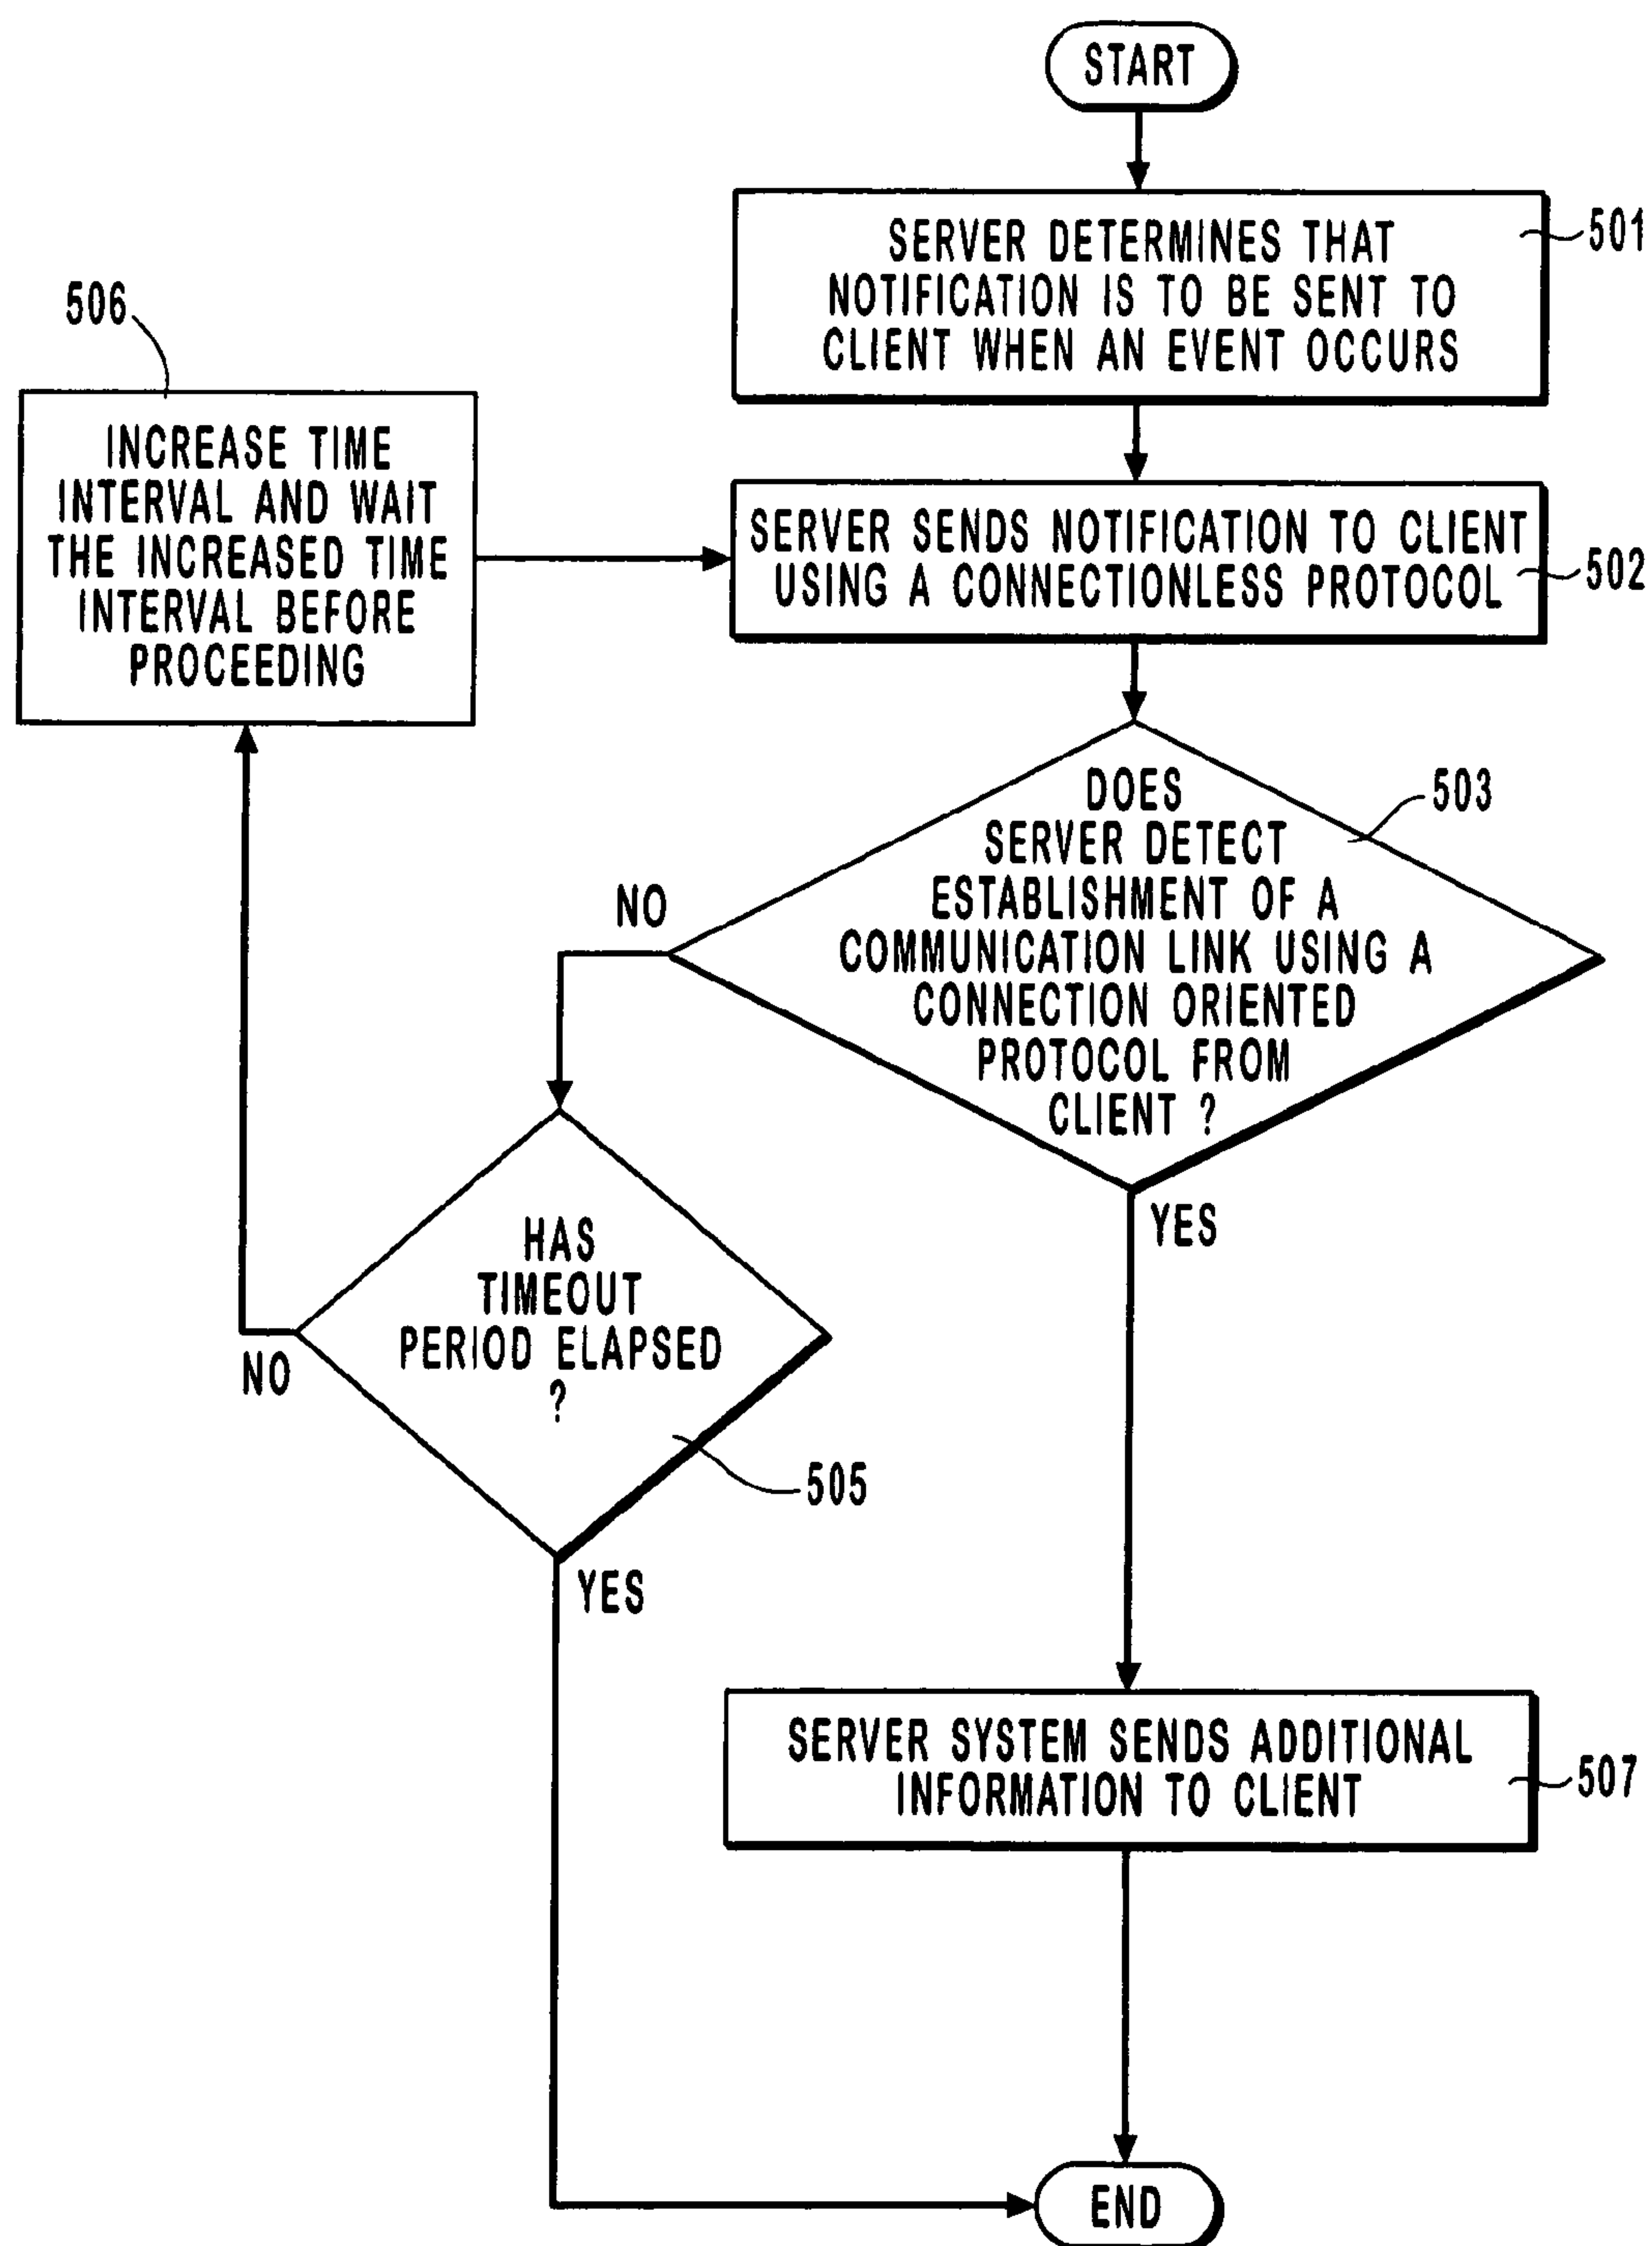 START
SERVER DETERMINES THAT
NOTIFICATION IS TO BE SENT TO
CLIENT WHEN AN EVENT OCCURS
501
506
INCREASE TIME
INTERVAL AND WAIT
THE INCREASED TIME
INTERVAL BEFORE
PROCEEDING
SERVER SENDS NOTIFICATION TO CLIENT
USING A CONNECTIONLESS PROTOCOL
502
DOES
SERVER DETECT
ESTABLISHMENT OF A
COMMUNICATION LINK USING A
CONNECTION ORIENTED
PROTOCOL FROM
CLIENT ?
503
NO
YES
HAS
TIMEOUT
PERIOD ELAPSED
?
505
NO
YES
SERVER SYSTEM SENDS ADDITIONAL
INFORMATION TO CLIENT
507
END